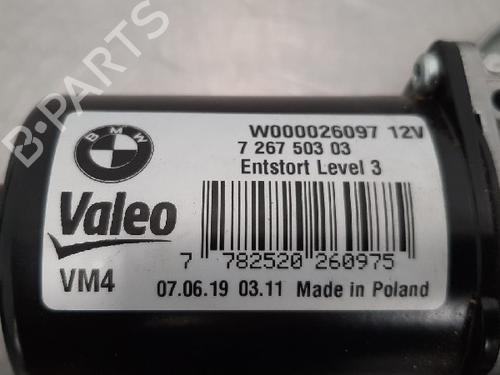 B-PARTS
BMW
W000026097 12V
7 267 503 03
Entstort Level 3
Valeo
7 782520 260975
VM4
07.06.19 03.11 Made in Poland